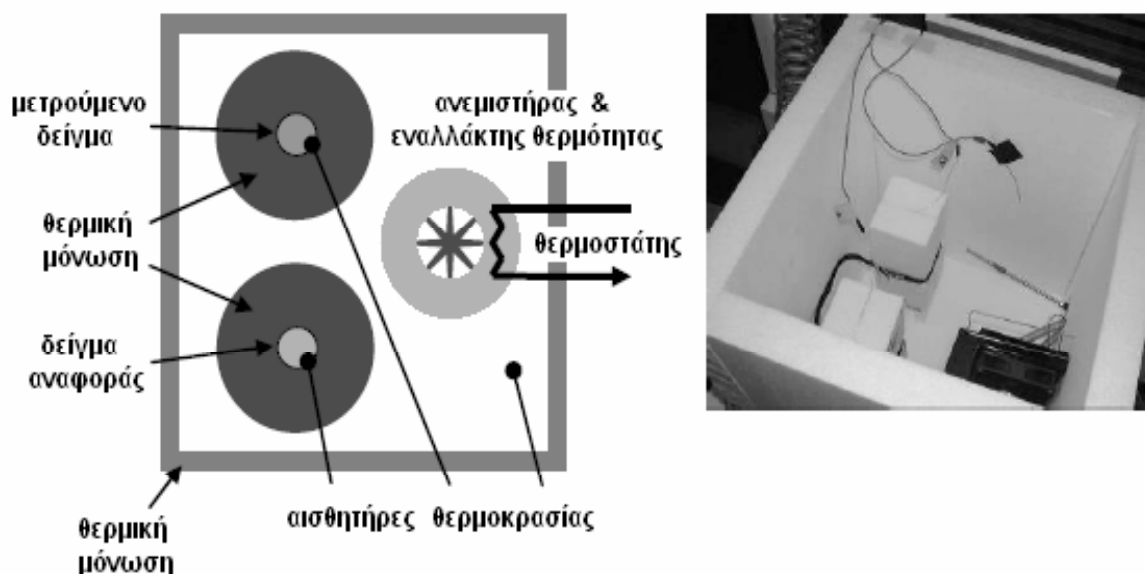 μετρούμενο
δείγμα
ανεμιστήρας &
εναλλάκτης θερμότητας
θερμική
μόνωση
θερμοστάτης
δείγμα
αναφοράς
αισθητήρες θερμοκρασίας
θερμική
μόνωση